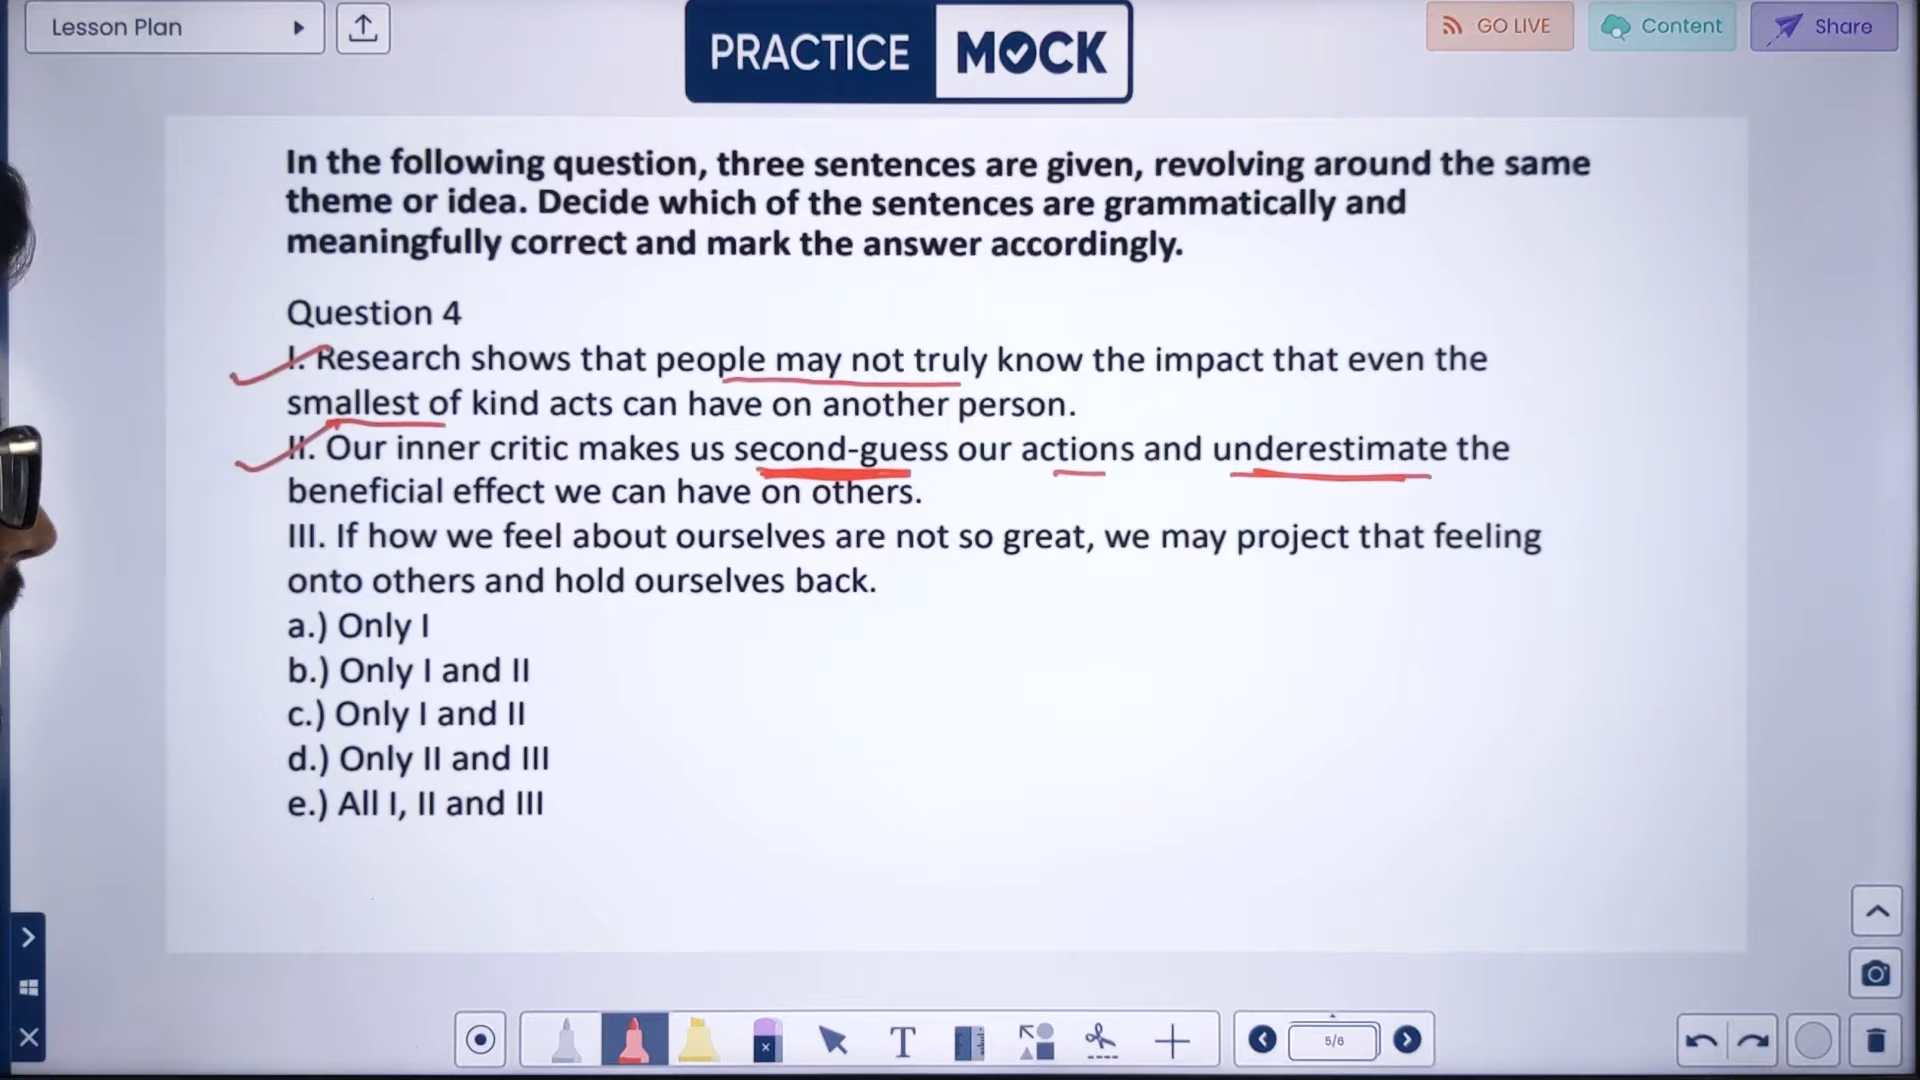 Lesson Plan
PRACTICE MOCK
GO LIVE
Content
Share
In the following question, three sentences are given, revolving around the same
theme or idea. Decide which of the sentences are grammatically and
meaningfully correct and mark the answer accordingly.
Question 4
I. Research shows that people may not truly know the impact that even the
smallest of kind acts can have on another person.
II. Our inner critic makes us second-guess our actions and underestimate the
beneficial effect we can have on others.
III. If how we feel about ourselves are not so great, we may project that feeling
onto others and hold ourselves back.
a.) Only I
b.) Only I and II
c.) Only I and II
d.) Only II and III
e.) All I, II and III
T
5/6